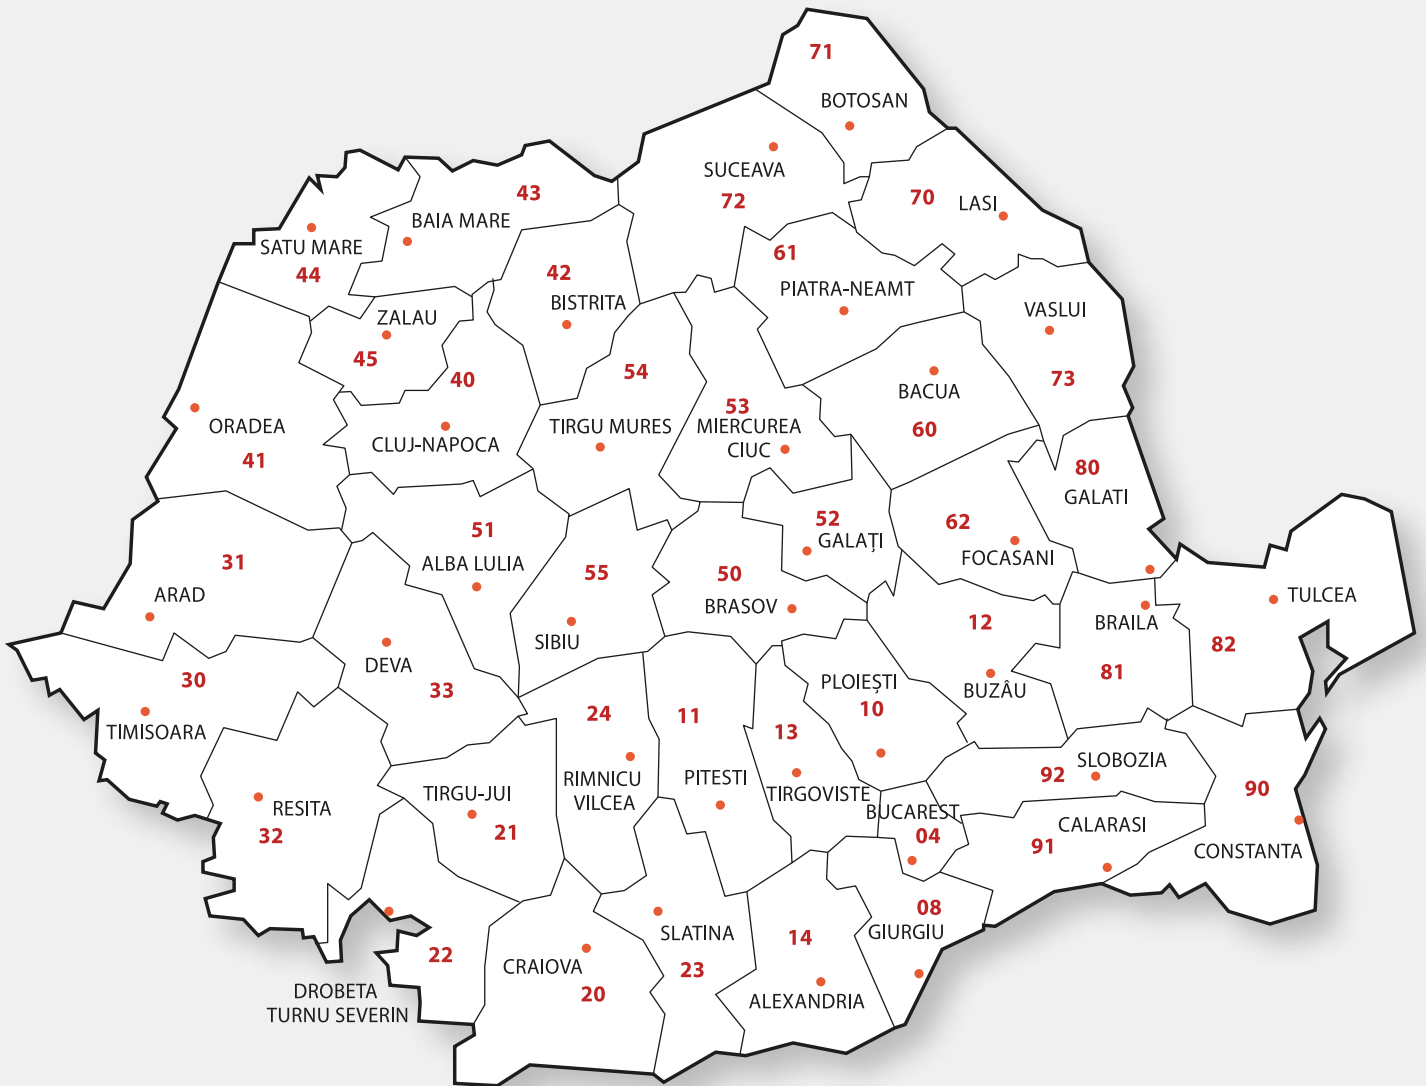 71
BOTOSAN
SUCEAVA
72
70
LASI
43
BAIA MARE
SATU MARE
44
42
BISTRITA
61
PIATRA-NEAMT
VASLUI
73
ZALAU
45
40
CLUJ-NAPOCA
54
TIRGU MURES
53
MIERCUREA
CIUC
BACUA
60
ORADEA
41
80
GALATI
51
ALBA LULIA
52
GALAȚI
62
FOCASANI
31
ARAD
55
SIBIU
50
BRASOV
12
BUZÂU
BRAILA
81
TULCEA
82
DEVA
33
30
TIMISOARA
24
RIMNICU
VILCEA
11
PITESTI
13
TIRGOVISTE
PLOIEȘTI
10
92
SLOBOZIA
90
CONSTANTA
RESITA
32
TIRGU-JUI
21
BUCAREST
04
91
CALARASI
08
GIURGIU
SLATINA
23
14
ALEXANDRIA
22
CRAIOVA
20
DROBETA
TURNU SEVERIN